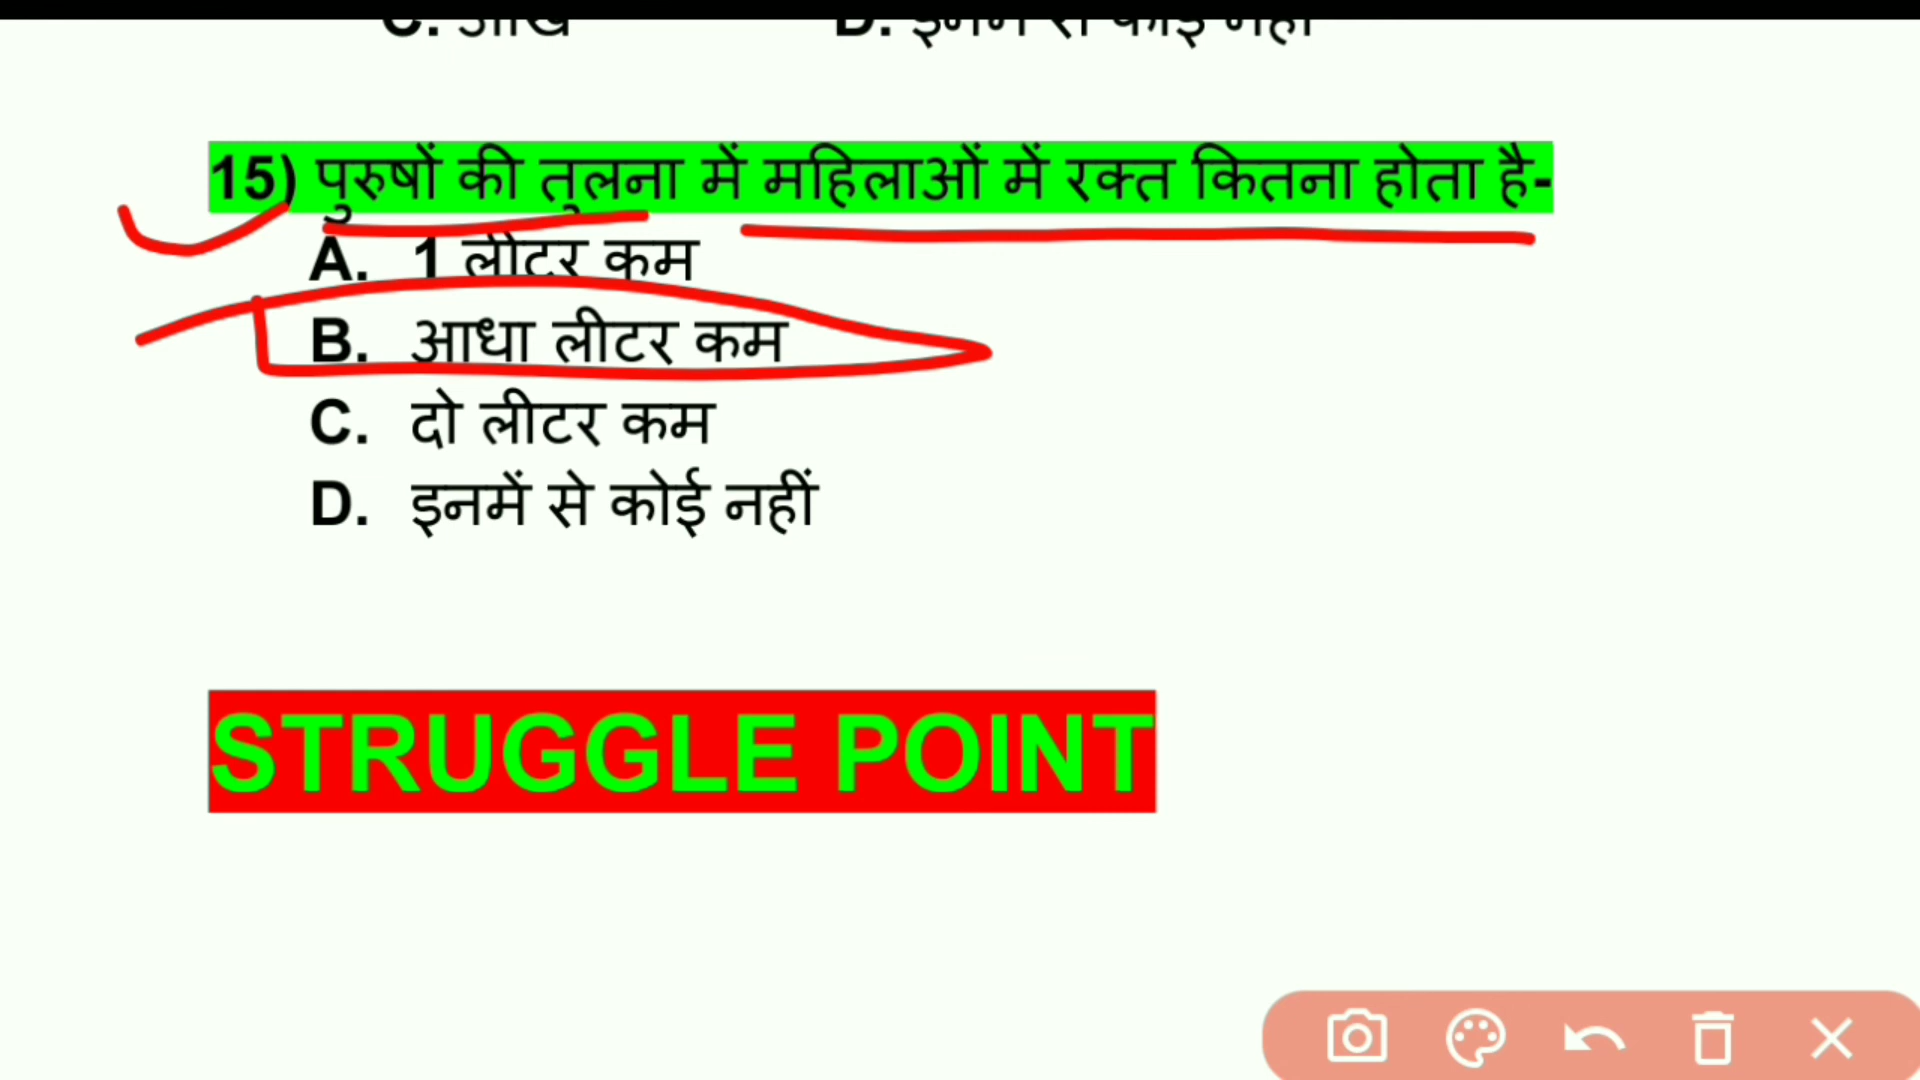 15) पुरुषों की तुलना में महिलाओं में रक्त कितना होता है-
A. 1 लीटर कम
B. आधा लीटर कम
C. दो लीटर कम
D. इनमें से कोई नहीं
STRUGGLE POINT